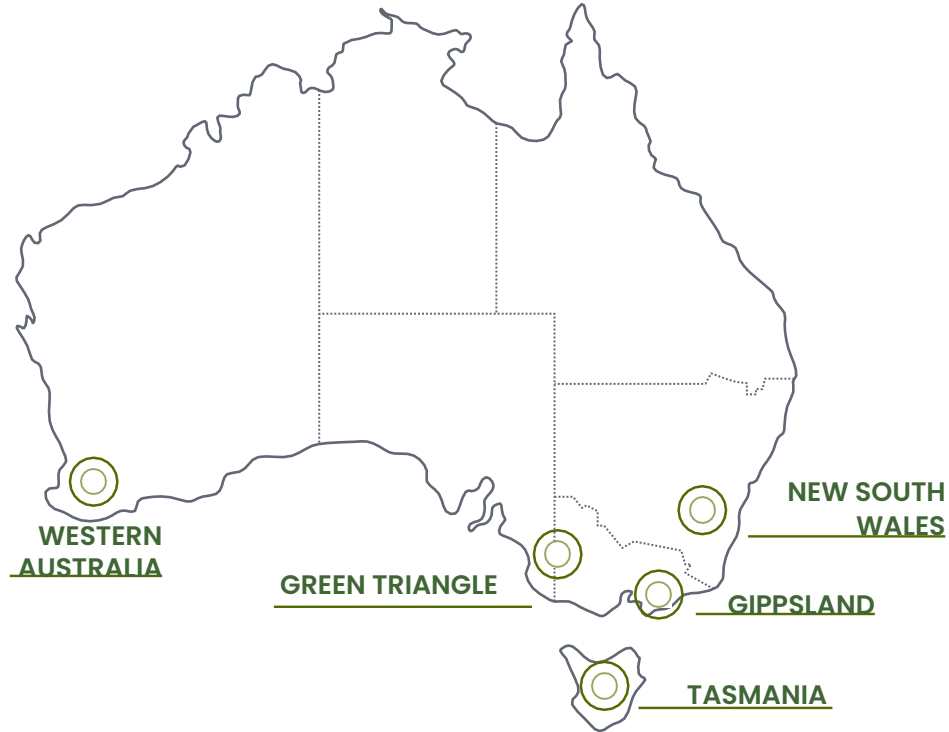 NEW SOUTH
WALES
WESTERN
AUSTRALIA
GREEN TRIANGLE
GIPPSLAND
TASMANIA